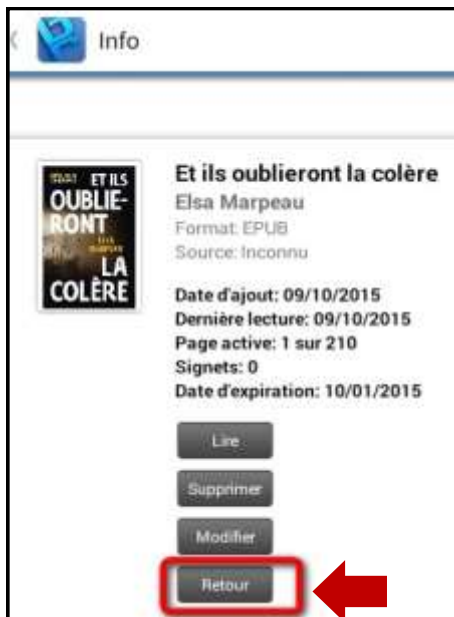 Info
ET ILS
OUBLIE-
RONT
LA
COLÈRE
Et ils oublieront la colère
Elsa Marpeau
Format: EPUB
Source: Inconnu
Date d'ajout: 09/10/2015
Dernière lecture: 09/10/2015
Page active: 1 sur 210
Signets: 0
Date d'expiration: 10/01/2015
Lire
Supprimer
Modifier
Retour